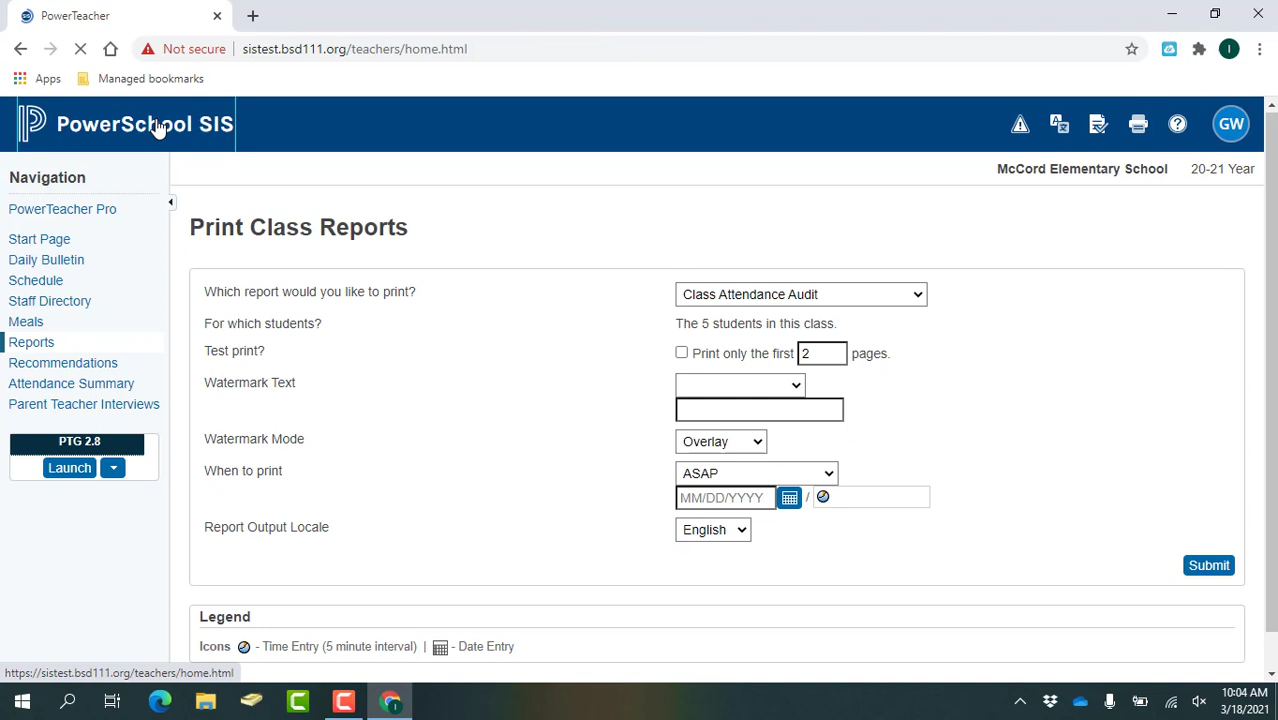 PowerTeacher
Not secure sistest.bsd111.org/teachers/home.html
I
Apps Managed bookmarks
PowerSchool SIS
GW
Navigation
McCord Elementary School 20-21 Year
PowerTeacher Pro
Print Class Reports
Start Page
Daily Bulletin
Schedule
Which report would you like to print? Class Attendance Audit
Staff Directory
Meals
For which students? The 5 students in this class.
Reports
Test print? Print only the first 2 pages.
Recommendations
Attendance Summary
Watermark Text
Parent Teacher Interviews
PTG 2.8
Watermark Mode Overlay
Launch
When to print ASAP
MM/DD/YYYY /
Report Output Locale English
Submit
Legend
Icons - Time Entry (5 minute interval) | - Date Entry
https://sistest.bsd111.org/teachers/home.html
10:04 AM
3/18/2021